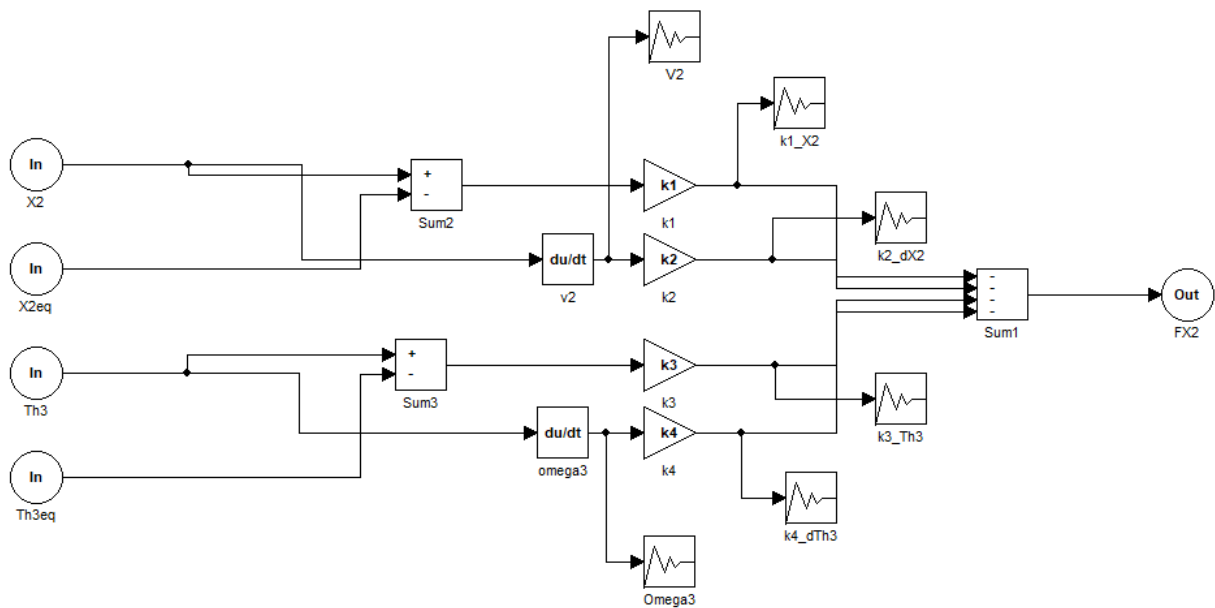 V2
k1_X2
In
X2
+
-
Sum2
k1
k1
k2_dX2
In
X2eq
du/dt
v2
k2
k2
-
-
-
-
Sum1
Out
FX2
In
Th3
+
-
Sum3
k3
k3
k3_Th3
du/dt
omega3
k4
k4
In
Th3eq
k4_dTh3
Omega3